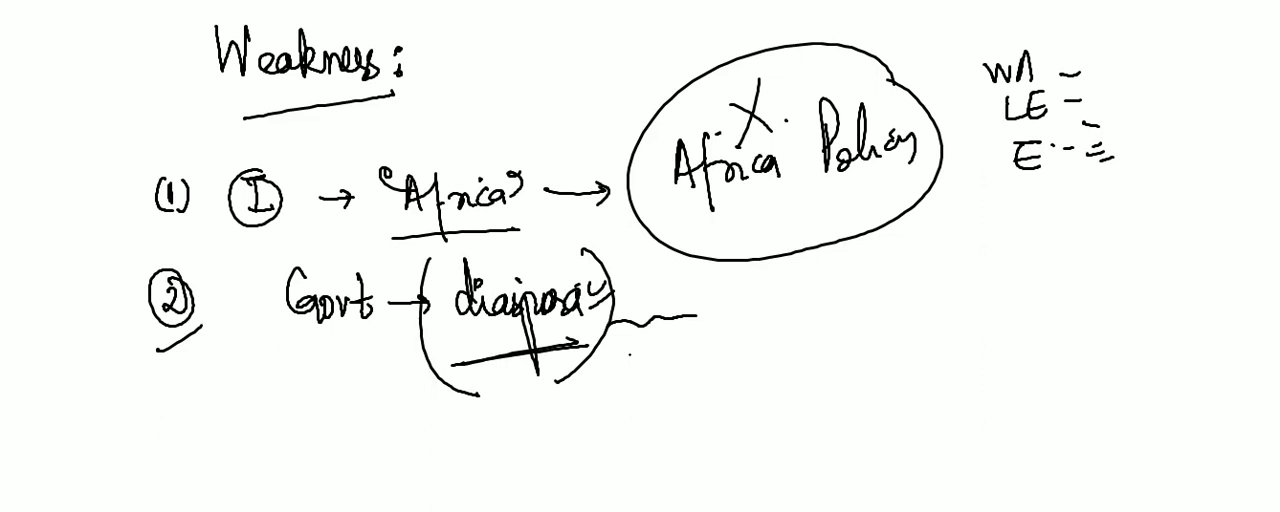 Weakness:
(1) I → "Africa" → X Africa Policy
WA -
LE -
E -
(2) Govt → (diaspora)